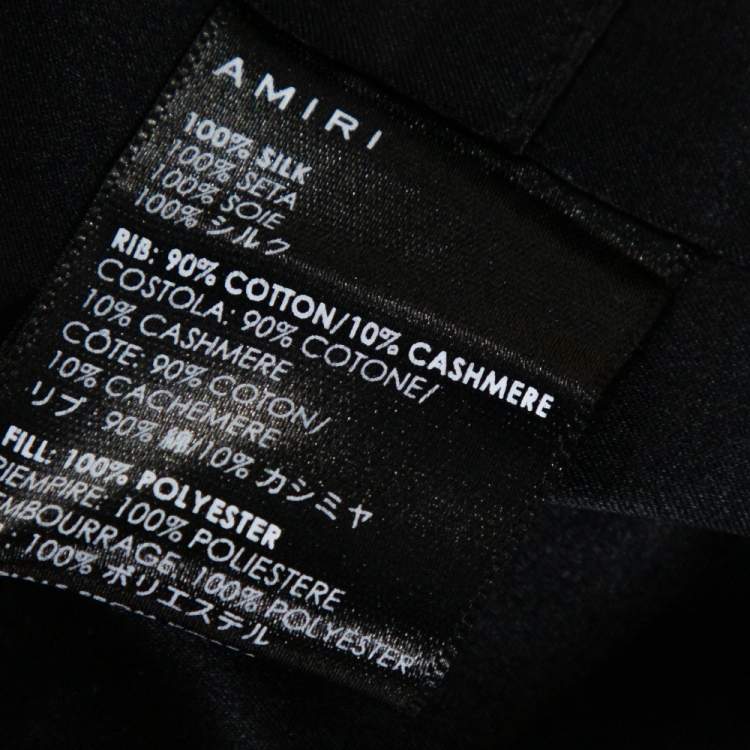 AMIRI
100% SILK
100% SETA
100% SOIE
100% シルク
RIB: 90% COTTON/10% CASHMERE
COSTOLA: 90% COTONE/
10% CASHMERE
CÔTE: 90% COTON/
10% CACHEMERE
リブ 90% 綿/10% カシミヤ
FILL: 100% POLYESTER
RIEMPIRE: 100% POLIESTERE
EMBOURRAGE: 100% POLYESTER
: 100% ポリエステル